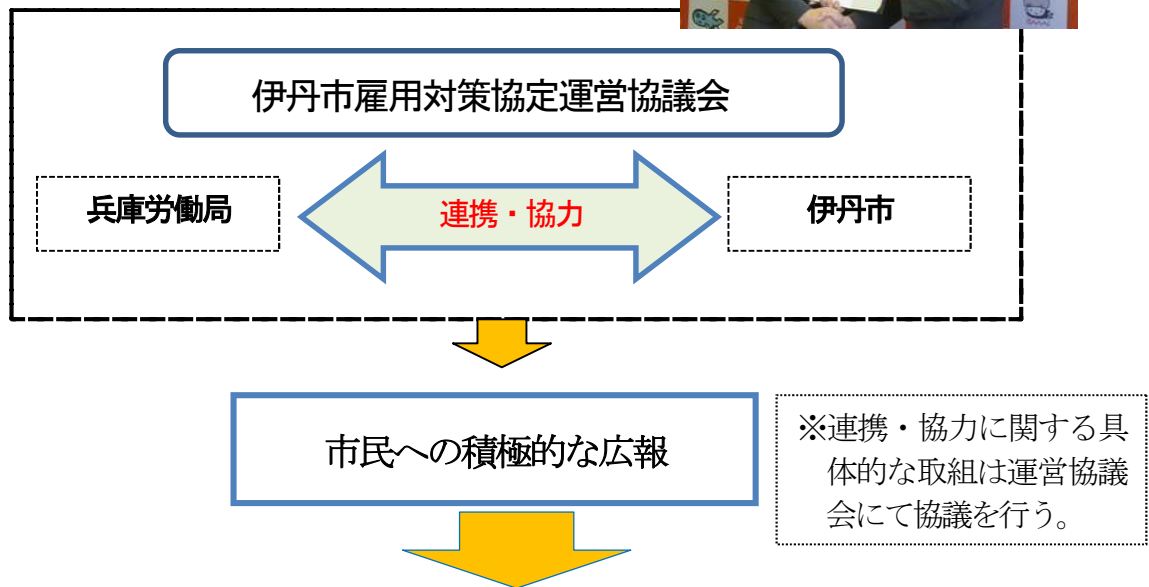 伊丹市雇用対策協定運営協議会
兵庫労働局
連携・協力
伊丹市
市民への積極的な広報
※連携・協力に関する具
体的な取組は運営協議
会にて協議を行う。